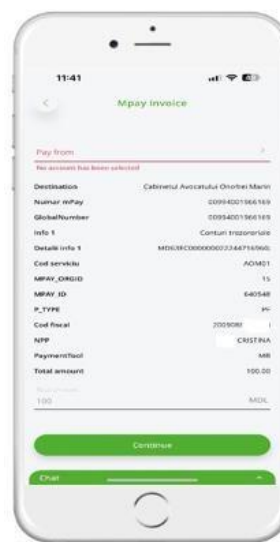 11:41
Mpay invoice
Pay from
No account has been selected
Destination Cabinetul Avocatului Onofrei Marin
Numar mPay
GlobalNumber
Info 1 Conturi trezoreriale
Detalii info 1
Cod serviciu AOM01
MPAY_ORGID 15
MPAY_ID 640548
P_TYPE PF
Cod fiscal
NPP CRISTINA
PaymentTool MB
Total amount 100.00
100 MDL
Continue
Chat